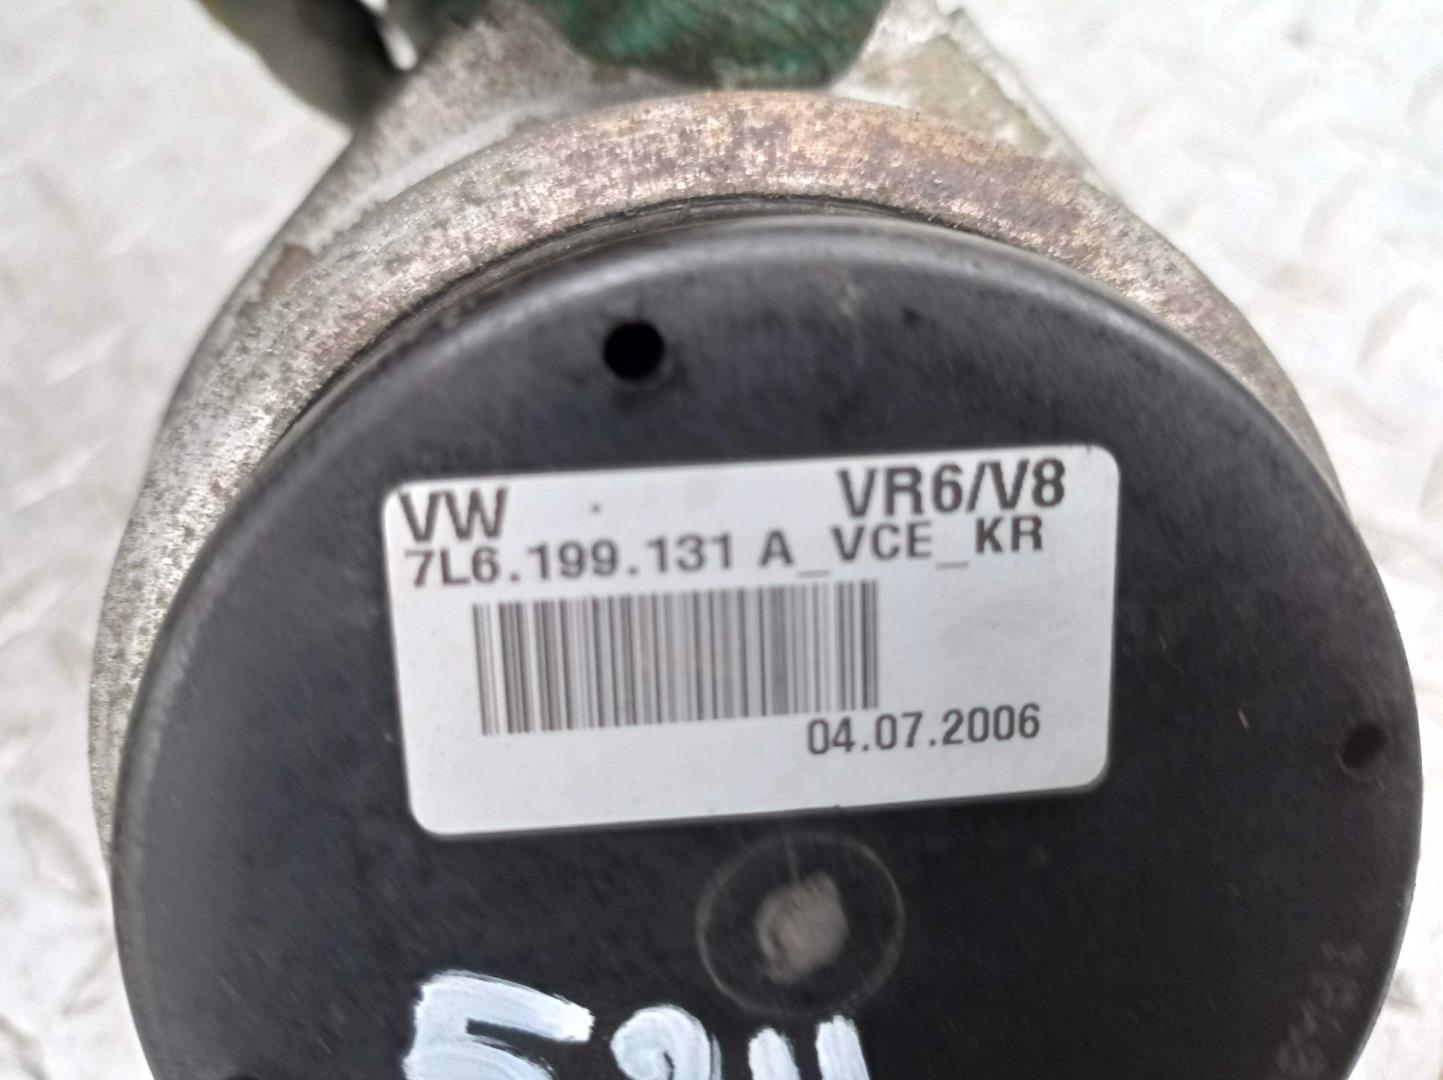 VW VR6/V8
7L6.199.131 A_VCE_KR
04.07.2006